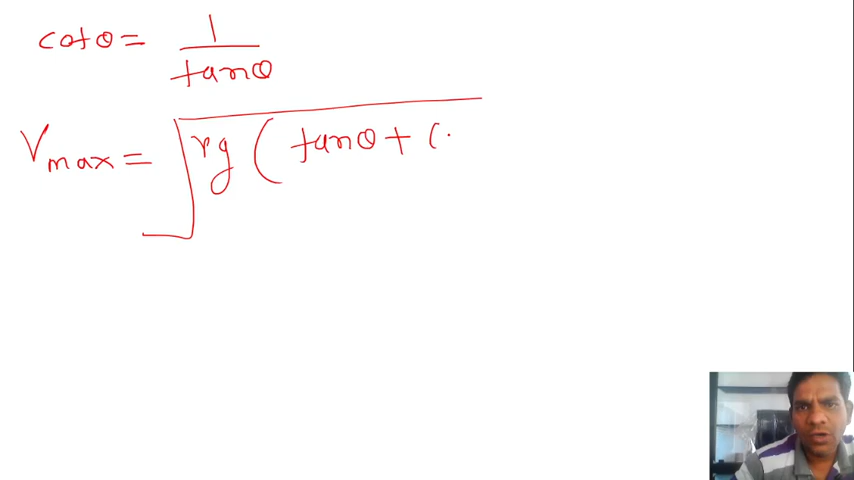 cotθ = 1/tanθ
Vmax = √rg ( tanθ + (